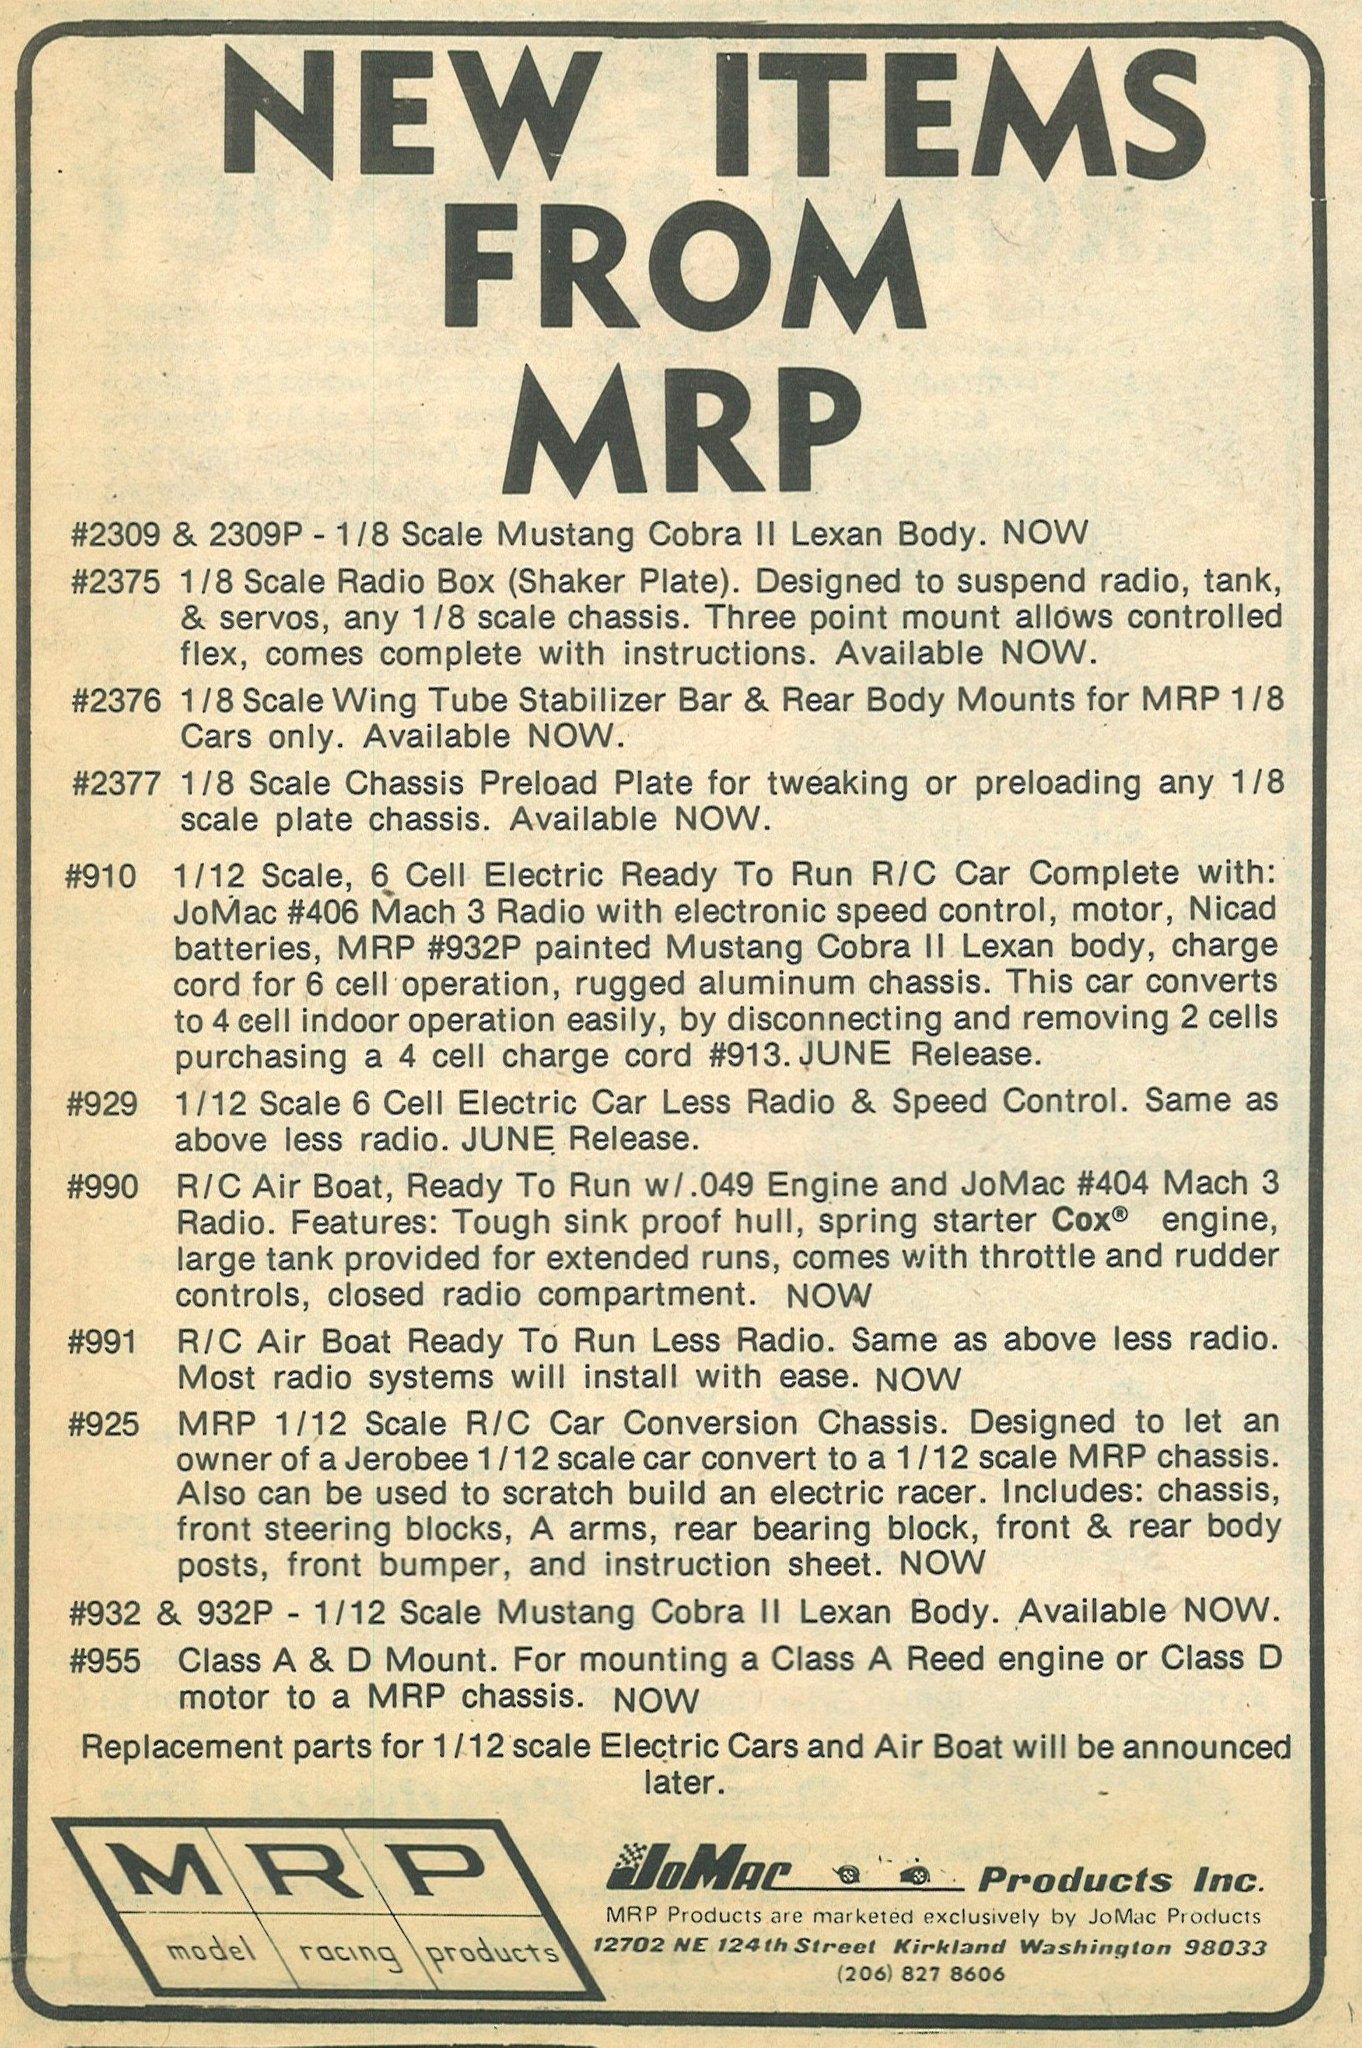 NEW ITEMS
FROM
MRP
#2309 & 2309P - 1/8 Scale Mustang Cobra II Lexan Body. NOW
#2375 1/8 Scale Radio Box (Shaker Plate). Designed to suspend radio, tank,
& servos, any 1/8 scale chassis. Three point mount allows controlled
flex, comes complete with instructions. Available NOW.
#2376 1/8 Scale Wing Tube Stabilizer Bar & Rear Body Mounts for MRP 1/8
Cars only. Available NOW.
#2377 1/8 Scale Chassis Preload Plate for tweaking or preloading any 1/8
scale plate chassis. Available NOW.
#910 1/12 Scale, 6 Cell Electric Ready To Run R/C Car Complete with:
JoMac #406 Mach 3 Radio with electronic speed control, motor, Nicad
batteries, MRP #932P painted Mustang Cobra II Lexan body, charge
cord for 6 cell operation, rugged aluminum chassis. This car converts
to 4 cell indoor operation easily, by disconnecting and removing 2 cells
purchasing a 4 cell charge cord #913. JUNE Release.
#929 1/12 Scale 6 Cell Electric Car Less Radio & Speed Control. Same as
above less radio. JUNE Release.
#990 R/C Air Boat, Ready To Run w/.049 Engine and JoMac #404 Mach 3
Radio. Features: Tough sink proof hull, spring starter Cox® engine,
large tank provided for extended runs, comes with throttle and rudder
controls, closed radio compartment. NOW
#991 R/C Air Boat Ready To Run Less Radio. Same as above less radio.
Most radio systems will install with ease. NOW
#925 MRP 1/12 Scale R/C Car Conversion Chassis. Designed to let an
owner of a Jerobee 1/12 scale car convert to a 1/12 scale MRP chassis.
Also can be used to scratch build an electric racer. Includes: chassis,
front steering blocks, A arms, rear bearing block, front & rear body
posts, front bumper, and instruction sheet. NOW
#932 & 932P - 1/12 Scale Mustang Cobra II Lexan Body. Available NOW.
#955 Class A & D Mount. For mounting a Class A Reed engine or Class D
motor to a MRP chassis. NOW
Replacement parts for 1/12 scale Electric Cars and Air Boat will be announced
later.
MRP
model racing products
JoMac Products Inc.
MRP Products are marketed exclusively by JoMac Products
12702 NE 124th Street Kirkland Washington 98033
(206) 827 8606